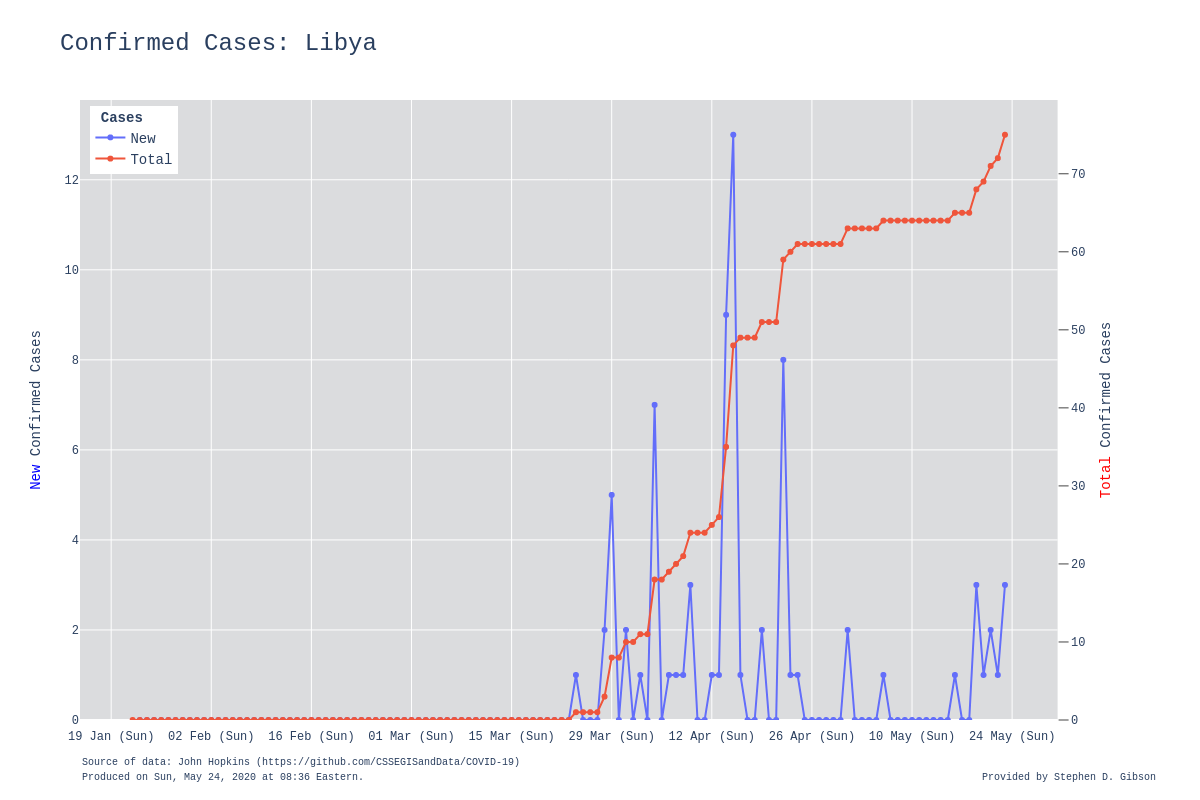 Confirmed Cases: Libya
Cases
New
Total
12
10
8
6
4
2
0
70
60
50
40
30
20
10
0
New Confirmed Cases
Total Confirmed Cases
19 Jan (Sun) 02 Feb (Sun) 16 Feb (Sun) 01 Mar (Sun) 15 Mar (Sun) 29 Mar (Sun) 12 Apr (Sun) 26 Apr (Sun) 10 May (Sun) 24 May (Sun)
Source of data: John Hopkins (https://github.com/CSSEGISandData/COVID-19)
Produced on Sun, May 24, 2020 at 08:36 Eastern.
Provided by Stephen D. Gibson